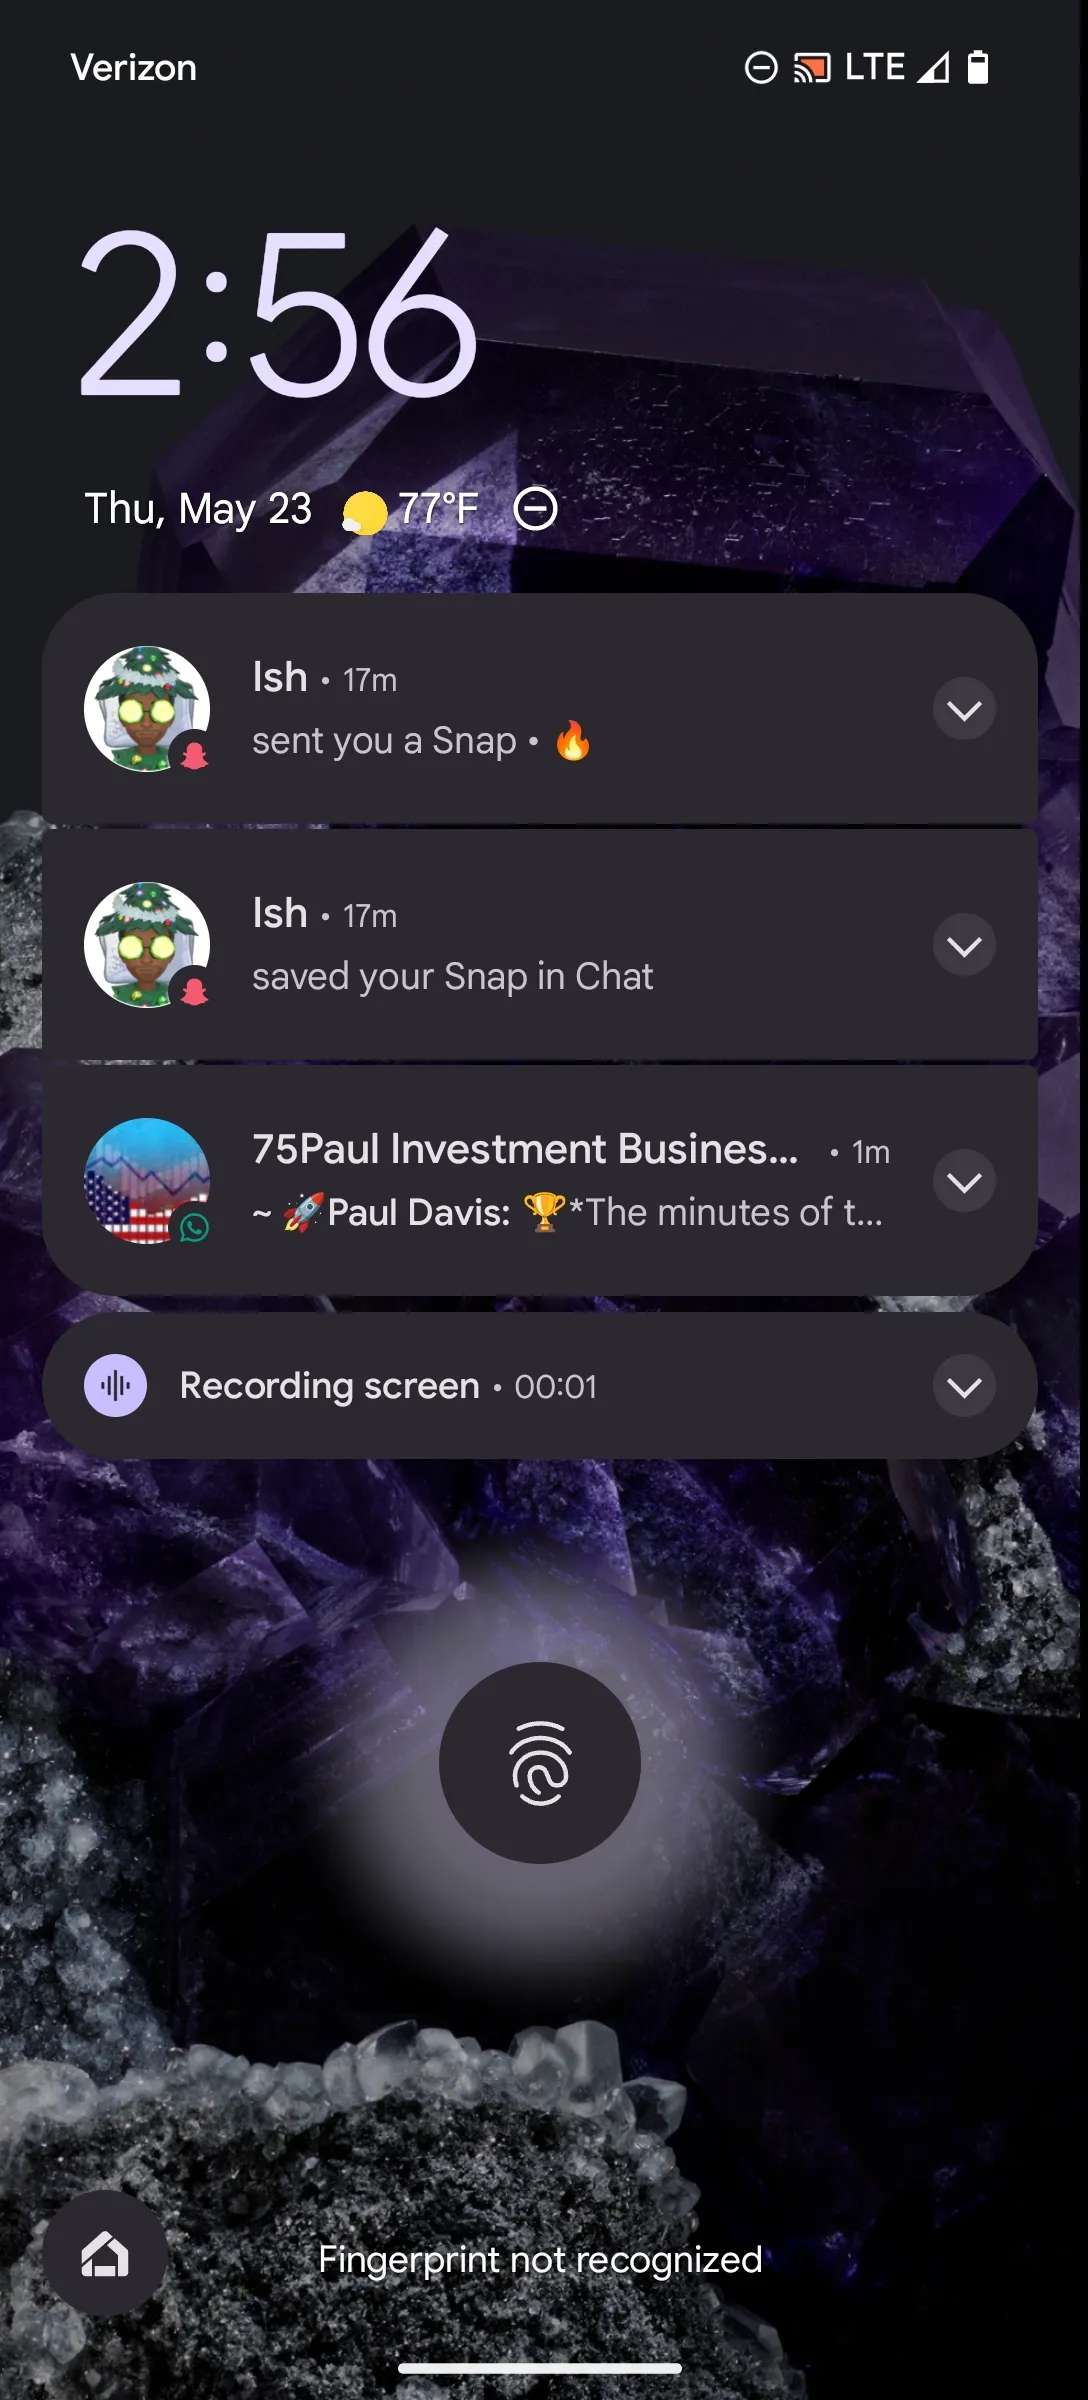 Verizon
LTE
2:56
Thu, May 23 77°F
Ish • 17m
sent you a Snap • 🔥
Ish • 17m
saved your Snap in Chat
75Paul Investment Busines... • 1m
~ 🚀Paul Davis: 🏆*The minutes of t...
Recording screen • 00:01
Fingerprint not recognized